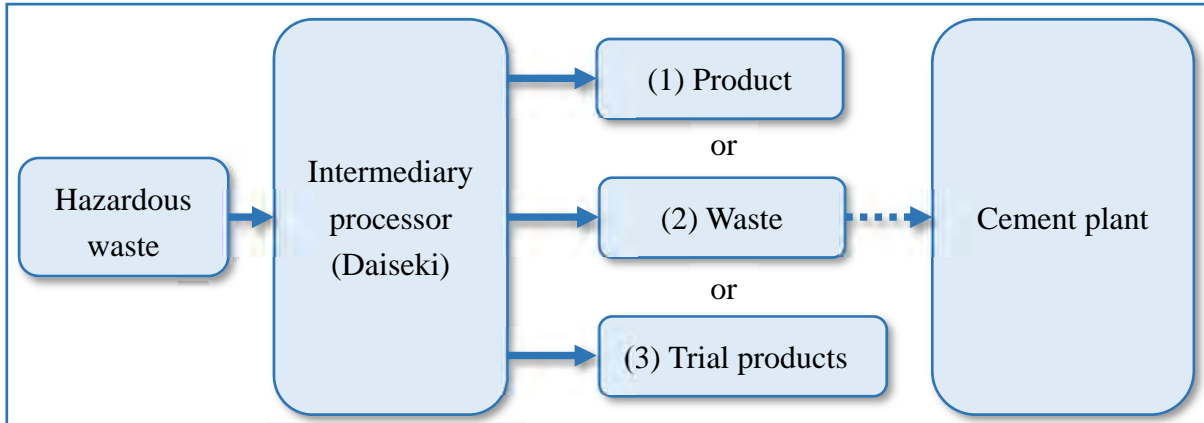 Hazardous
waste
Intermediary
processor
(Daiseki)
(1) Product
or
(2) Waste
or
(3) Trial products
Cement plant